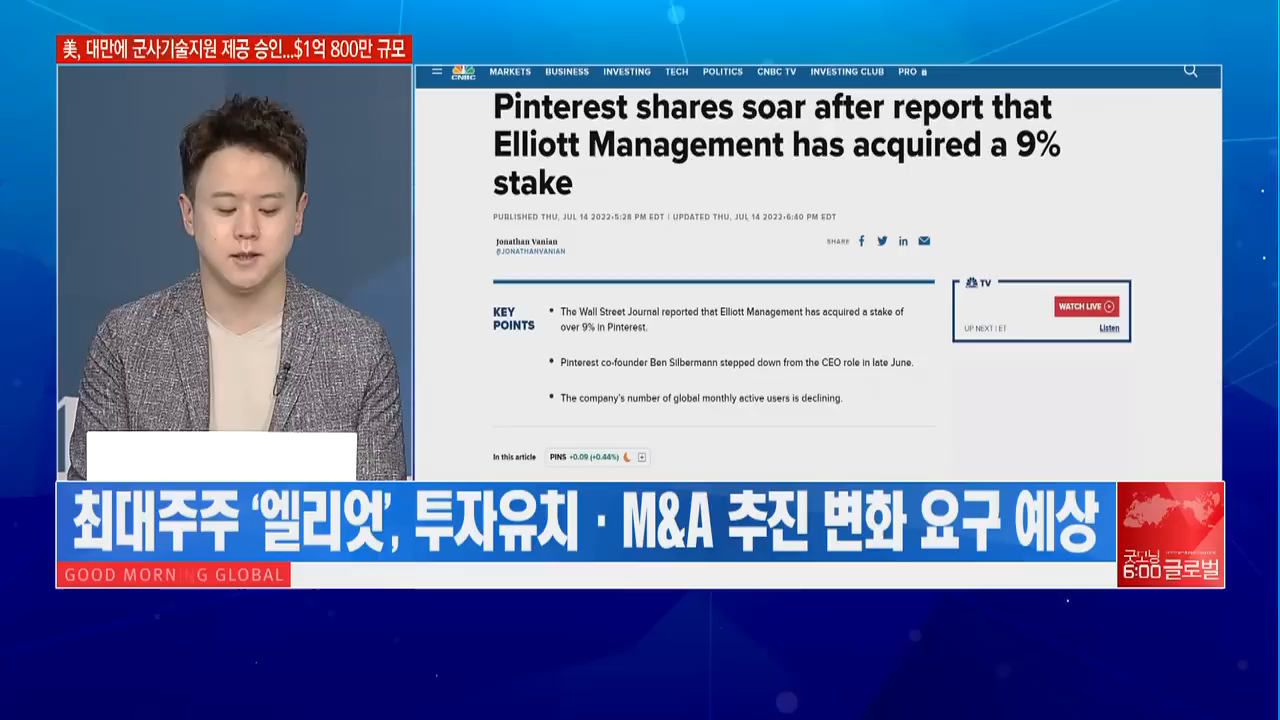 美, 대만에 군사기술지원 제공 승인...$1억 800만 규모
CNBC
MARKETS BUSINESS INVESTING TECH POLITICS CNBC TV INVESTING CLUB PRO
Pinterest shares soar after report that
Elliott Management has acquired a 9%
stake
PUBLISHED THU, JUL 14 2022•5:28 PM EDT | UPDATED THU, JUL 14 2022•6:40 PM EDT
Jonathan Vanian
@JONATHANVANIAN
SHARE
KEY
POINTS
• The Wall Street Journal reported that Elliott Management has acquired a stake of
over 9% in Pinterest.
• Pinterest co-founder Ben Silbermann stepped down from the CEO role in late June.
• The company's number of global monthly active users is declining.
TV
WATCH LIVE
UP NEXT | ET
Listen
In this article
PINS +0.09 (+0.44%)
최대주주 '엘리엇', 투자유치 · M&A 추진 변화 요구 예상
GOOD MORNING GLOBAL
굿모닝
6:00 글로벌